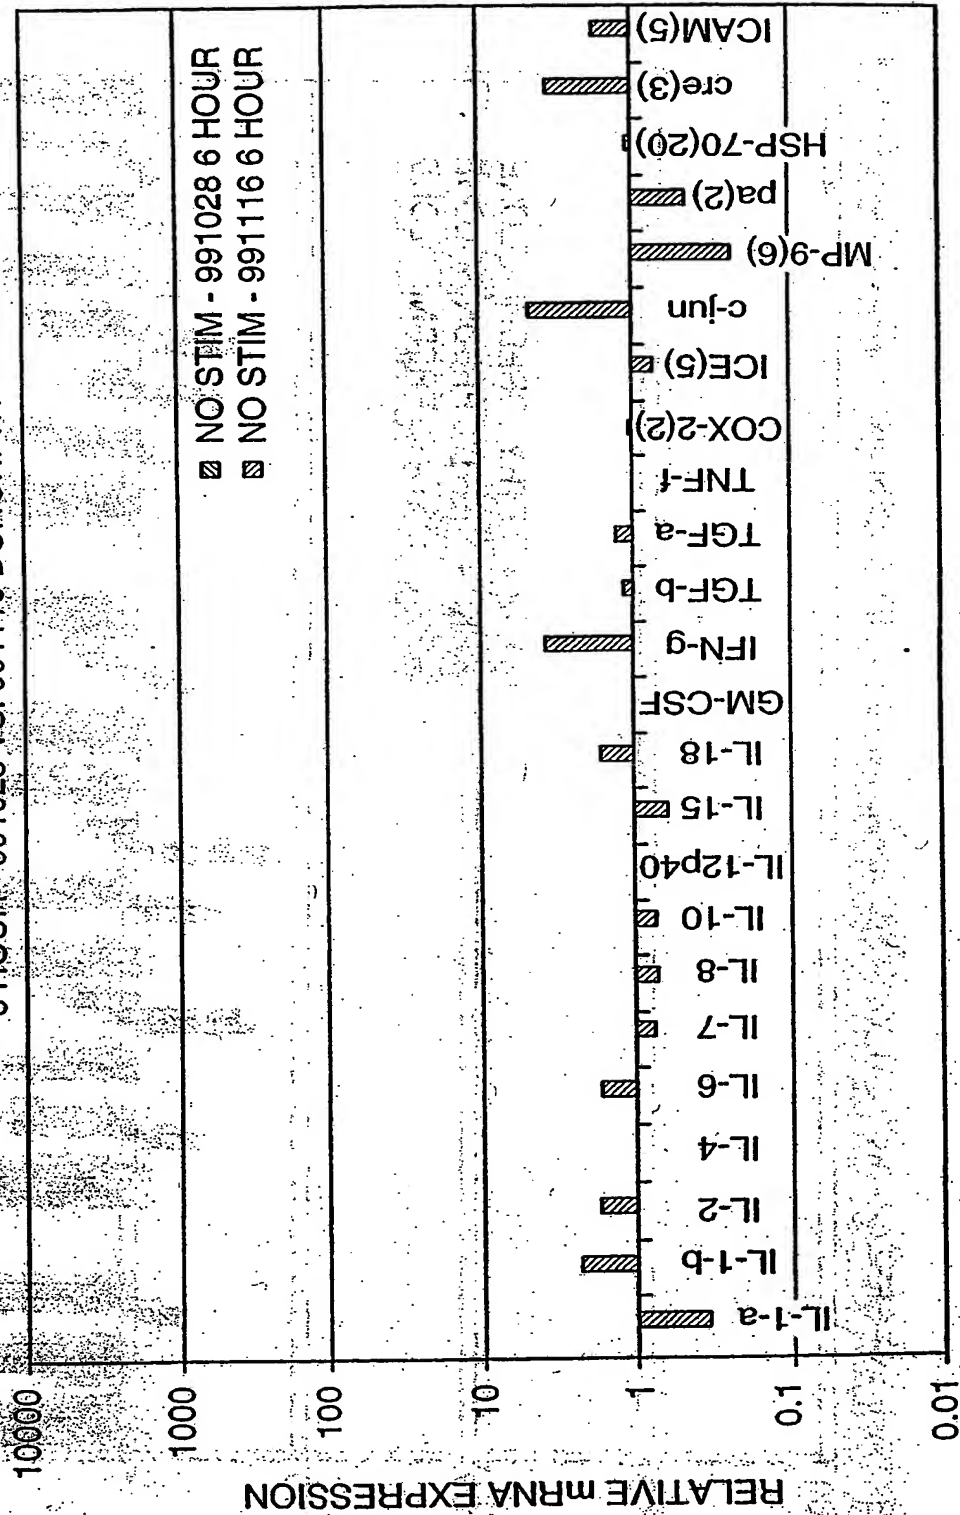 10000
1000
100
10
1
0.1
0.01
RELATIVE mRNA EXPRESSION
NO STIM - 991028 6 HOUR
NO STIM - 991116 6 HOUR
IL-1-a
IL-1-b
IL-2
IL-4
IL-6
IL-7
IL-8
IL-10
IL-12p40
IL-15
IL-18
GM-CSF
IFN-g
TGF-b
TGF-a
TNF-f
COX-2(2)
ICE(5)
c-jun
MP-9(6)
pa(2)
HSP-70(20)
cre(3)
ICAM(5)